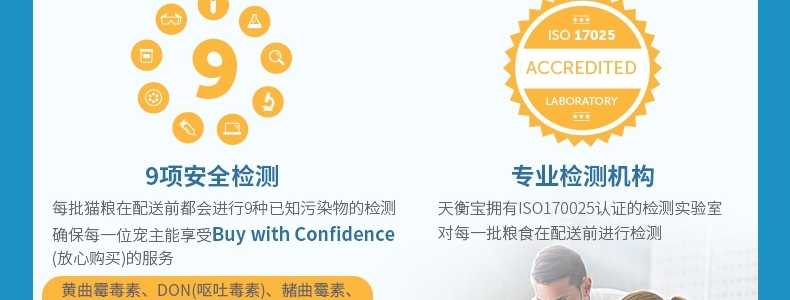 9
9项安全检测
每批猫粮在配送前都会进行9种已知污染物的检测
确保每一位宠主能享受Buy with Confidence
(放心购买)的服务
黄曲霉毒素、DON(呕吐毒素)、赭曲霉素、
ISO 17025
ACCREDITED
LABORATORY
专业检测机构
天衡宝拥有ISO170025认证的检测实验室
对每一批粮食在配送前进行检测